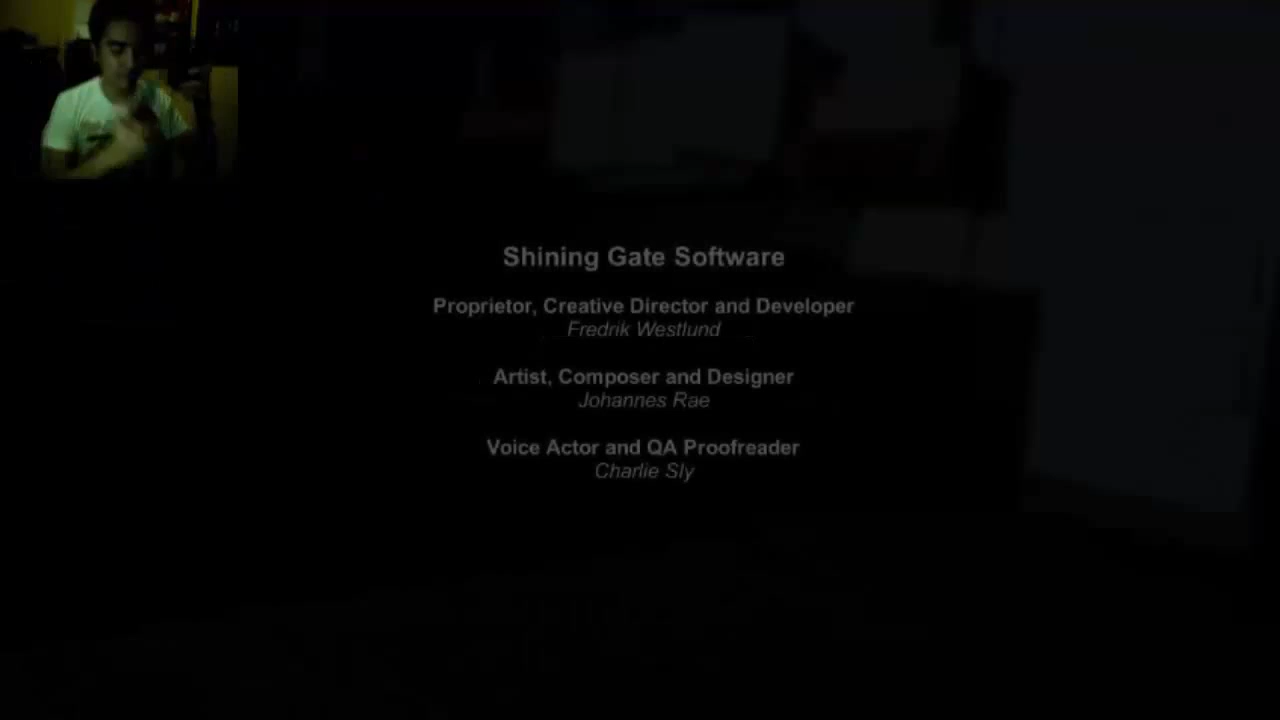 Shining Gate Software
Proprietor, Creative Director and Developer
Fredrik Westlund
Artist, Composer and Designer
Johannes Rae
Voice Actor and QA Proofreader
Charlie Sly